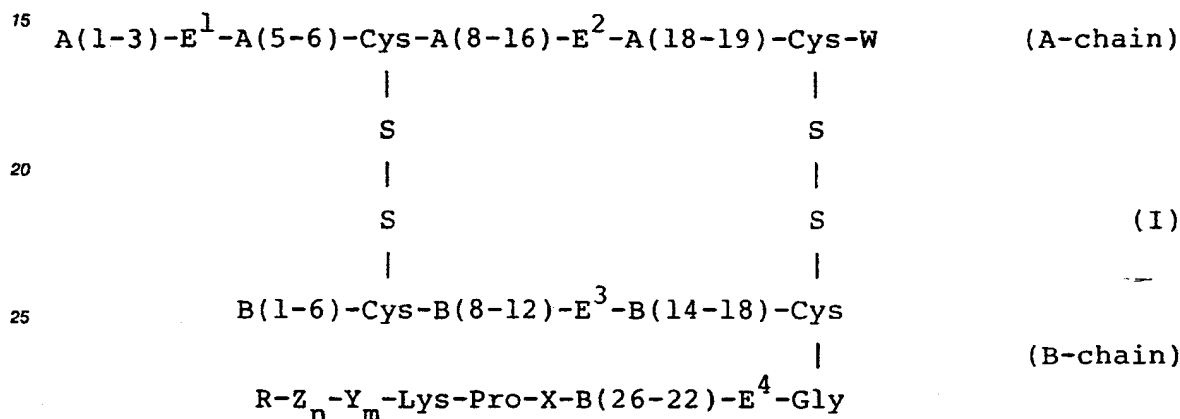 15 A(1-3)-E¹-A(5-6)-Cys-A(8-16)-E²-A(18-19)-Cys-W (A-chain)
| |
S S
20 | |
S S (I)
| |
25 B(1-6)-Cys-B(8-12)-E³-B(14-18)-Cys
| (B-chain)
R-Zₙ-Yₘ-Lys-Pro-X-B(26-22)-E⁴-Gly